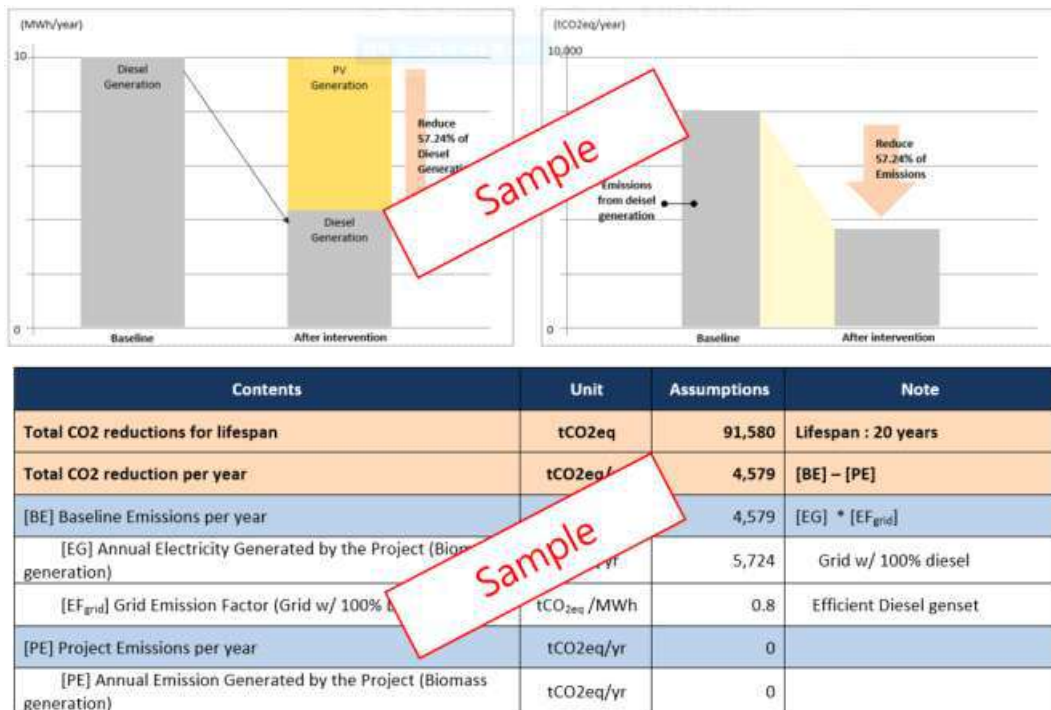 (MWh/year)
10
Diesel
Generation
PV
Generation
Reduce
57.24% of
Diesel
Diesel
Generation
0
Baseline
After intervention
Sample
(tCO2eq/year)
10,000
Reduce
57.24% of
Emissions
Emissions
from deisel
generation
0
Baseline
After intervention
Contents Unit Assumptions Note
Total CO2 reductions for lifespan tCO2eq 91,580 Lifespan : 20 years
Total CO2 reduction per year 4,579 [BE] – [PE]
[BE] Baseline Emissions per year 4,579 [EG] * [EFgrid]
[EG] Annual Electricity Generated by the Project
generation) 5,724 Grid w/ 100% diesel
[EFgrid] Grid Emission Factor (Grid w/ 100% tCO2eq /MWh 0.8 Efficient Diesel genset
[PE] Project Emissions per year tCO2eq/yr 0
[PE] Annual Emission Generated by the Project (Biomass
generation) tCO2eq/yr 0
Sample